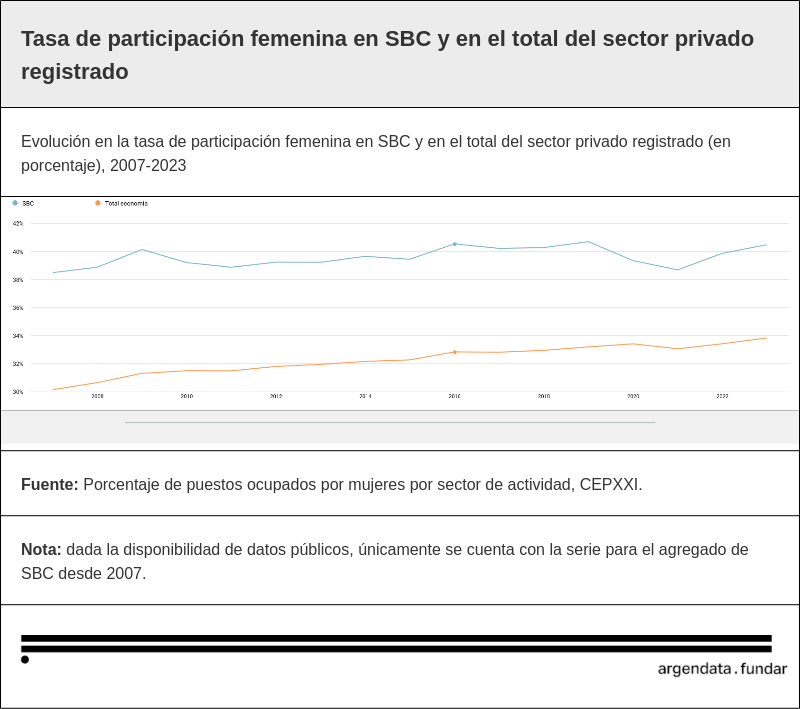 Tasa de participación femenina en SBC y en el total del sector privado
registrado
Evolución en la tasa de participación femenina en SBC y en el total del sector privado registrado (en
porcentaje), 2007-2023
SBC Total economía
42%
40%
38%
36%
34%
32%
30%
2008 2010 2012 2014 2016 2018 2020 2022
Fuente: Porcentaje de puestos ocupados por mujeres por sector de actividad, CEPXXI.
Nota: dada la disponibilidad de datos públicos, únicamente se cuenta con la serie para el agregado de
SBC desde 2007.
argendata.fundar